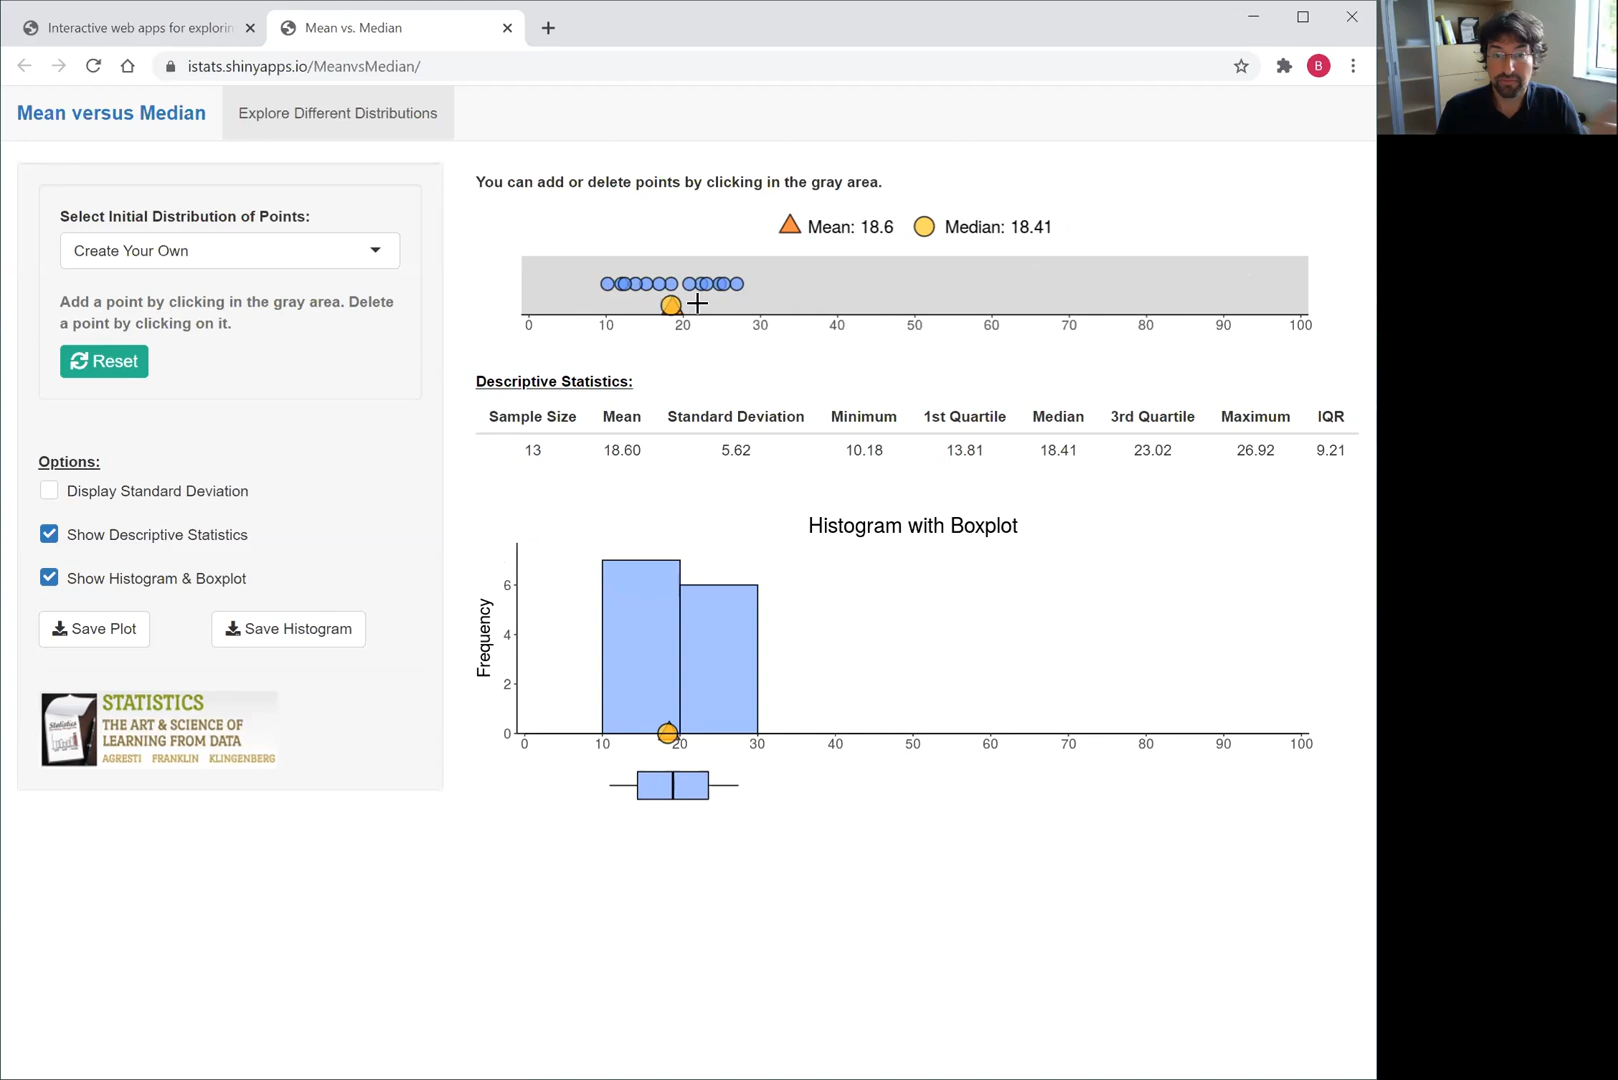 Interactive web apps for explorin
Mean vs. Median
istats.shinyapps.io/MeanvsMedian/
B
Mean versus Median
Explore Different Distributions
Select Initial Distribution of Points:
Create Your Own
Add a point by clicking in the gray area. Delete
a point by clicking on it.
Reset
Options:
Display Standard Deviation
Show Descriptive Statistics
Show Histogram & Boxplot
Save Plot
Save Histogram
Statistics
STATISTICS
THE ART & SCIENCE OF
LEARNING FROM DATA
AGRESTI FRANKLIN KLINGENBERG
You can add or delete points by clicking in the gray area.
Mean: 18.6 Median: 18.41
0 10 20 30 40 50 60 70 80 90 100
Descriptive Statistics:
Sample Size Mean Standard Deviation Minimum 1st Quartile Median 3rd Quartile Maximum IQR
13 18.60 5.62 10.18 13.81 18.41 23.02 26.92 9.21
Histogram with Boxplot
Frequency
6
4
2
0
0 10 20 30 40 50 60 70 80 90 100